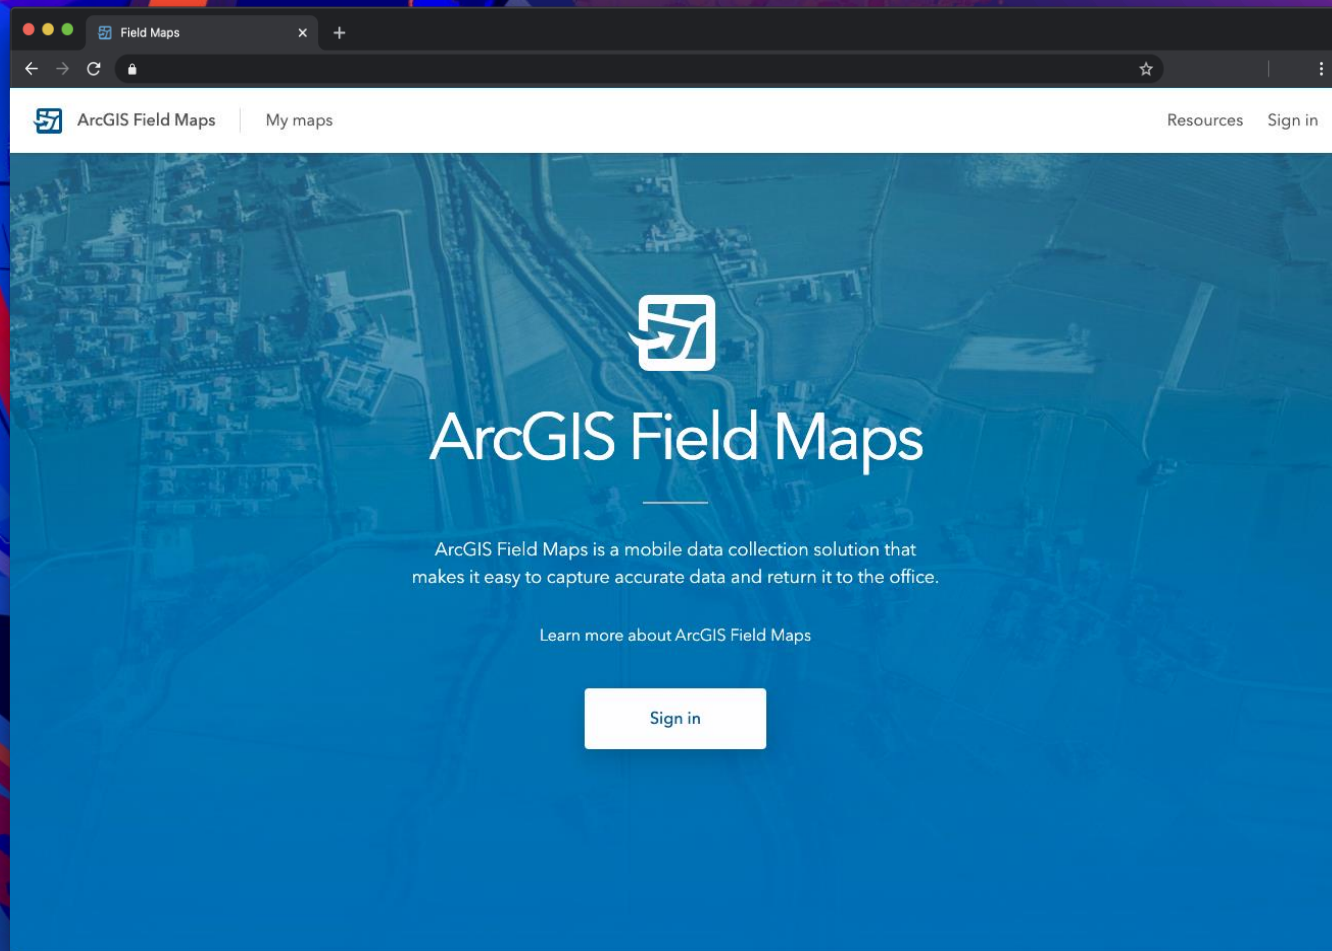 Field Maps
ArcGIS Field Maps
My maps
Resources
Sign in
ArcGIS Field Maps
ArcGIS Field Maps is a mobile data collection solution that
makes it easy to capture accurate data and return it to the office.
Learn more about ArcGIS Field Maps
Sign in